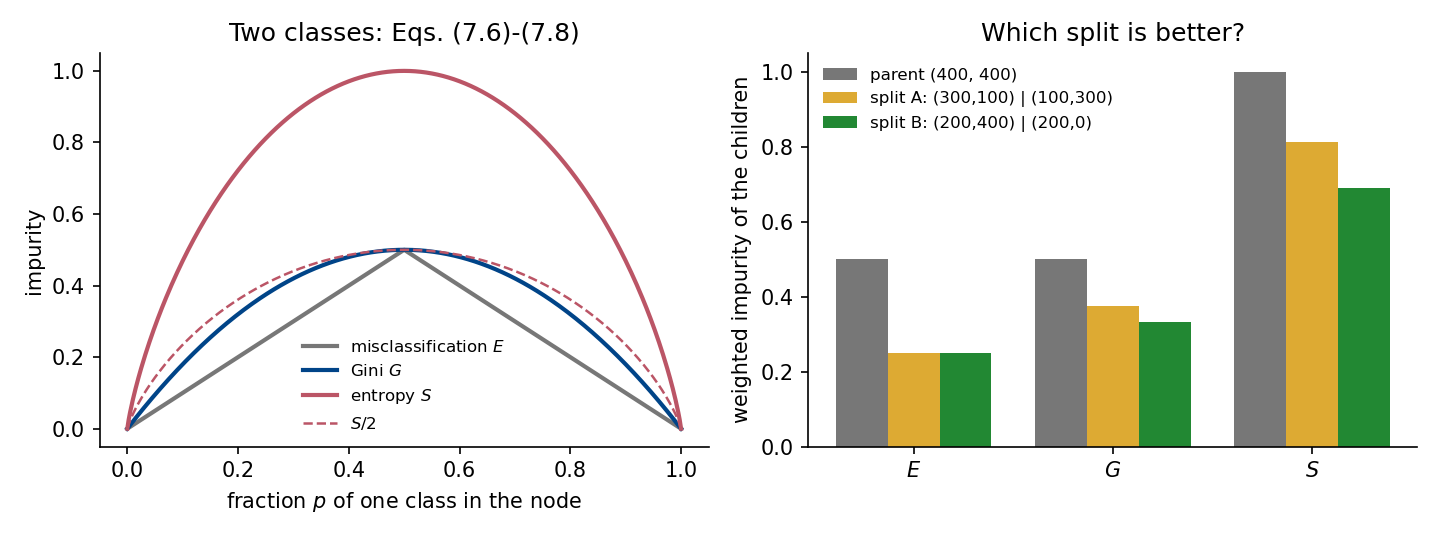 Two classes: Eqs. (7.6)-(7.8)
impurity
1.0
0.8
0.6
0.4
0.2
0.0
misclassification E
Gini G
entropy S
S/2
0.0 0.2 0.4 0.6 0.8 1.0
fraction p of one class in the node
Which split is better?
weighted impurity of the children
1.0
0.8
0.6
0.4
0.2
0.0
parent (400, 400)
split A: (300,100) | (100,300)
split B: (200,400) | (200,0)
E G S